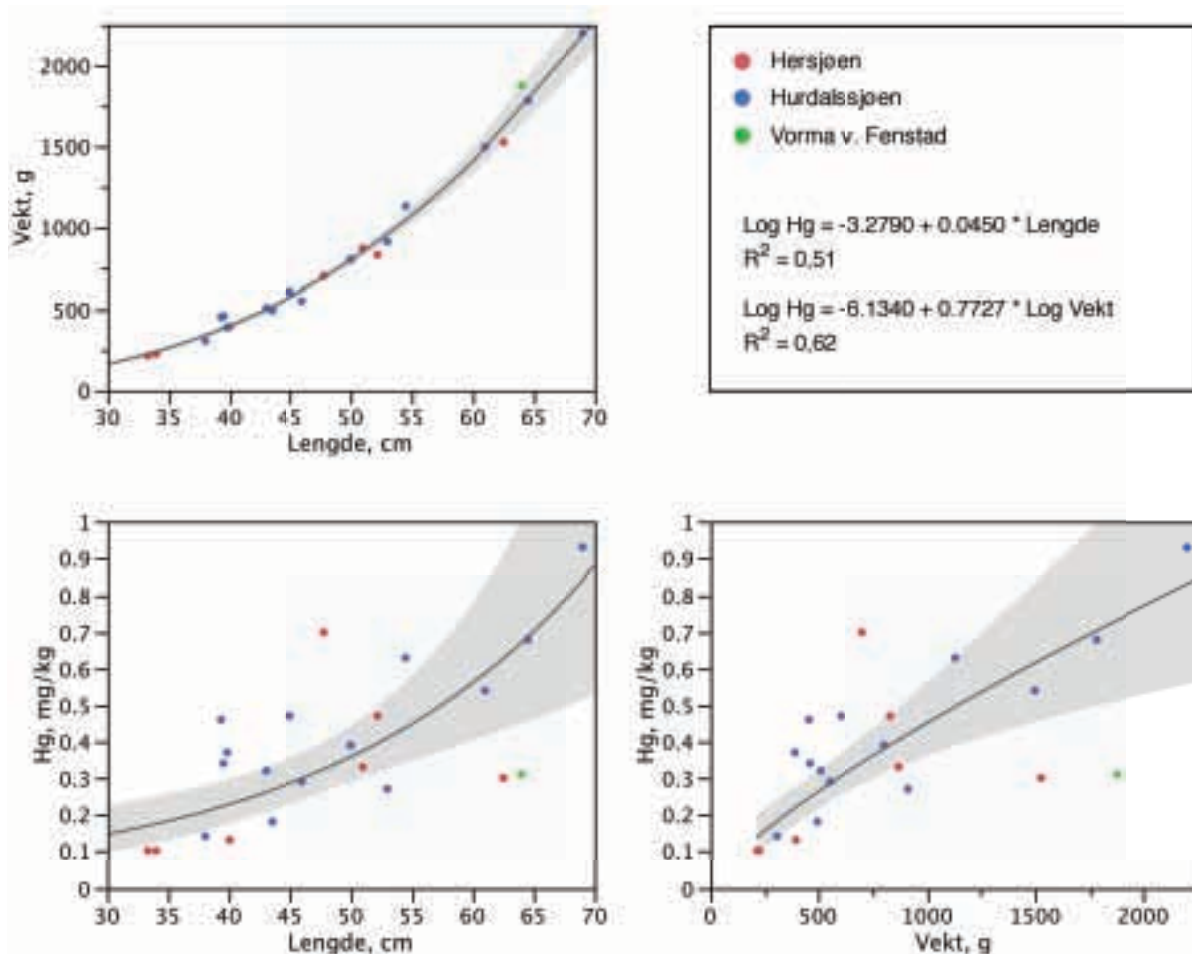 2000
1500
1000
500
0
Vekt, g
30 35 40 45 50 55 60 65 70
Lengde, cm
Hersjøen
Hurdalssjøen
Vorma v. Fenstad
Log Hg = -3.2790 + 0.0450 * Lengde
R² = 0,51
Log Hg = -6.1340 + 0.7727 * Log Vekt
R² = 0,62
1
0.9
0.8
0.7
0.6
0.5
0.4
0.3
0.2
0.1
0
Hg, mg/kg
30 35 40 45 50 55 60 65 70
Lengde, cm
1
0.9
0.8
0.7
0.6
0.5
0.4
0.3
0.2
0.1
0
Hg, mg/kg
0 500 1000 1500 2000
Vekt, g